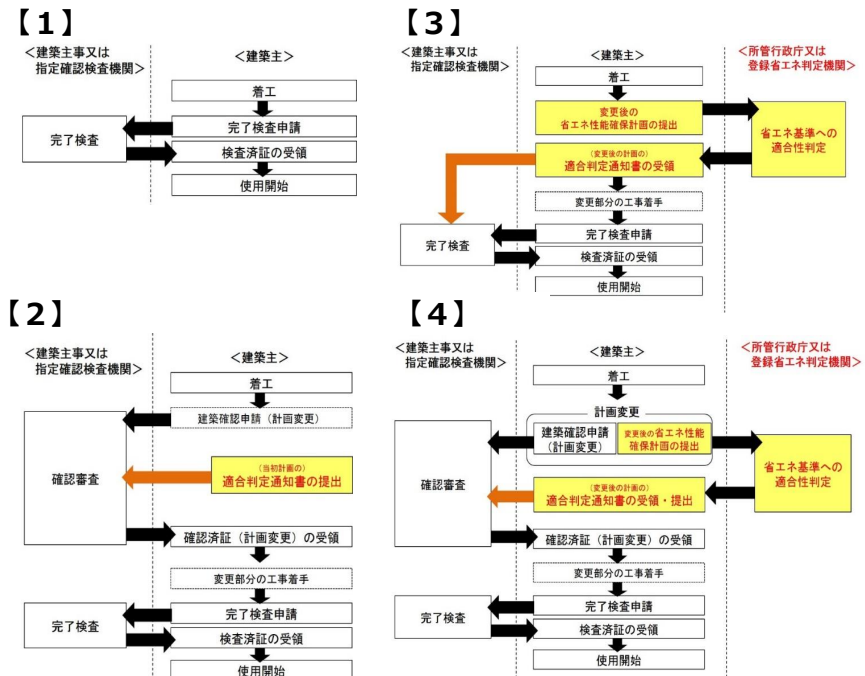 【1】
＜建築主事又は
指定確認検査機関＞
＜建築主＞
着工
完了検査申請
完了検査
検査済証の受領
使用開始
【3】
＜建築主事又は
指定確認検査機関＞
＜建築主＞
＜所管行政庁又は
登録省エネ判定機関＞
着工
変更後の
省エネ性能確保計画の提出
省エネ基準への
適合性判定
(変更後の計画の)
適合判定通知書の受領
変更部分の工事着手
完了検査申請
完了検査
検査済証の受領
使用開始
【2】
＜建築主事又は
指定確認検査機関＞
＜建築主＞
着工
建築確認申請（計画変更）
確認審査
(当初計画の)
適合判定通知書の提出
確認済証（計画変更）の受領
変更部分の工事着手
完了検査申請
完了検査
検査済証の受領
使用開始
【4】
＜建築主事又は
指定確認検査機関＞
＜建築主＞
＜所管行政庁又は
登録省エネ判定機関＞
着工
計画変更
建築確認申請
（計画変更）
変更後の省エネ性能
確保計画の提出
確認審査
省エネ基準への
適合性判定
(変更後の計画の)
適合判定通知書の受領・提出
確認済証（計画変更）の受領
変更部分の工事着手
完了検査申請
完了検査
検査済証の受領
使用開始